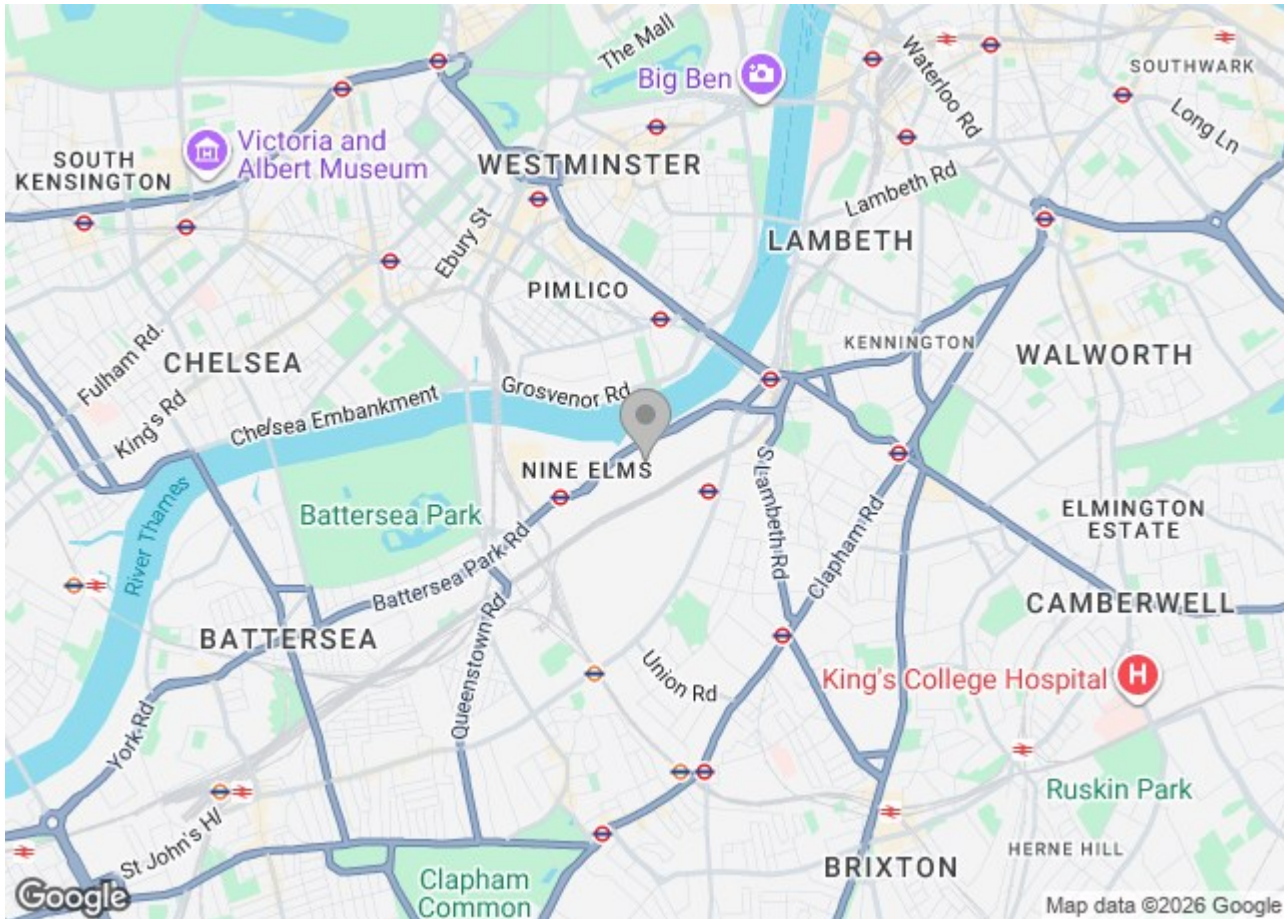 The Mall
Waterloo Rd
SOUTHWARK
Big Ben
Long Ln
Victoria and
Albert Museum
SOUTH
KENSINGTON
WESTMINSTER
Lambeth Rd
Ebury St
LAMBETH
PIMLICO
KENNINGTON
WALWORTH
Fulham Rd.
CHELSEA
King's Rd
Chelsea Embankment
Grosvenor Rd
NINE ELMS
S Lambeth Rd
Clapham Rd
Battersea Park
ELMINGTON
ESTATE
River Thames
Battersea Park Rd
CAMBERWELL
BATTERSEA
Queenstown Rd
Union Rd
King's College Hospital
H
York Rd
Ruskin Park
St John's H
HERNE HILL
BRIXTON
Clapham
Common
Google
Map data ©2026 Google